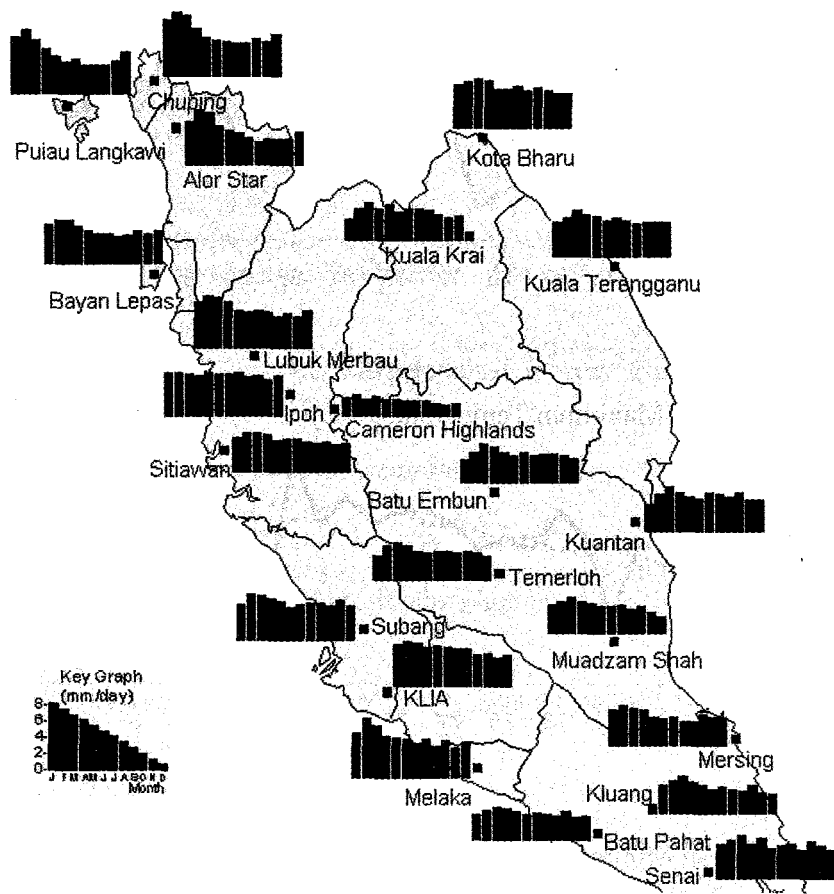 Chuping
Puiau Langkawi
Alor Star
Kota Bharu
Kuala Krai
Kuala Terengganu
Bayan Lepas
Lubuk Merbau
Ipoh
Cameron Highlands
Sitiawan
Batu Embun
Kuantan
Temerloh
Subang
Muadzam Shah
KLIA
Key Graph
(mm/day)
8
6
4
2
0
J F M A M J J A S O N D
Month
Mersing
Melaka
Kluang
Batu Pahat
Senai